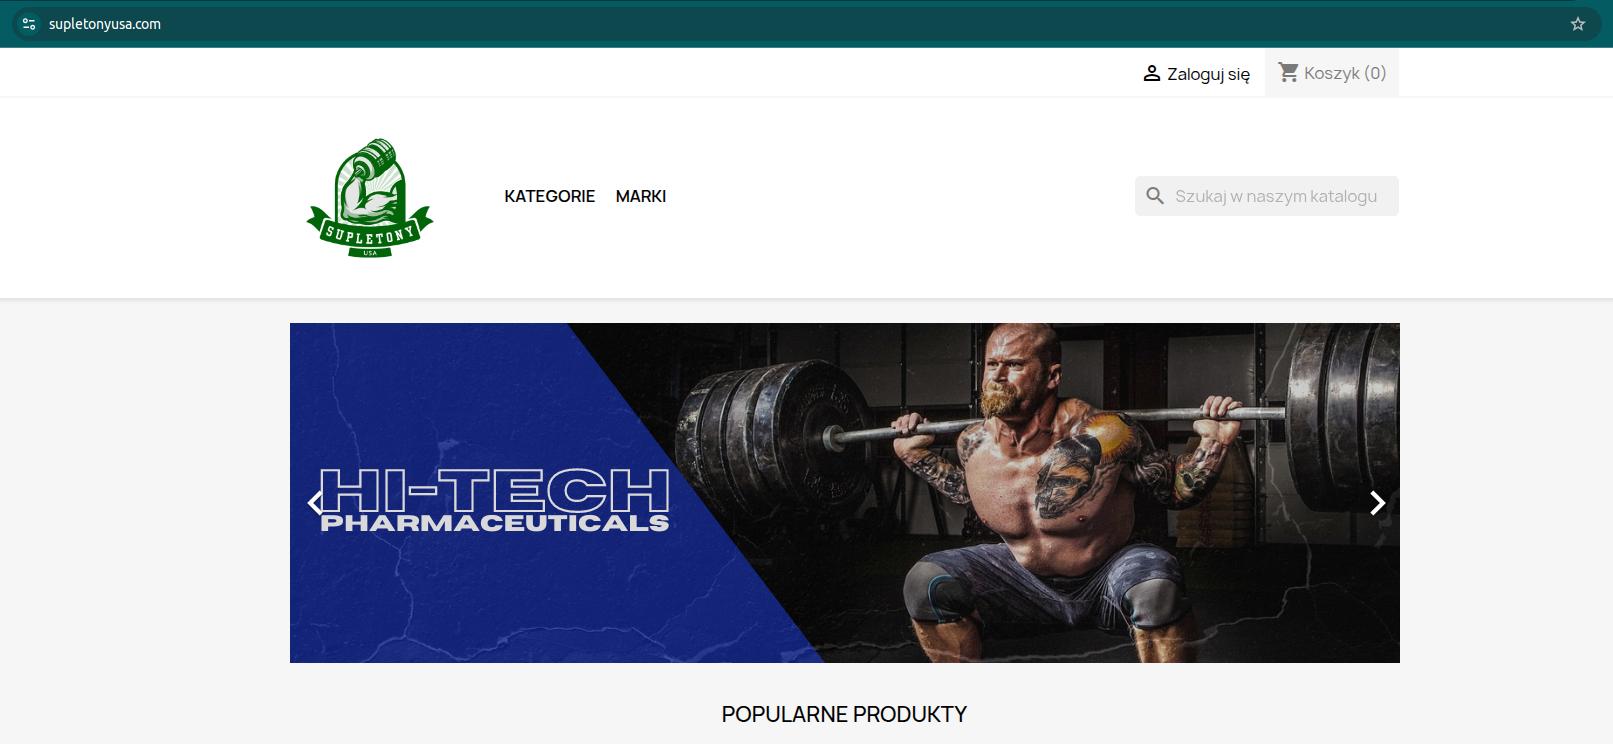 supletonyusa.com
Zaloguj się
Koszyk (0)
SUPLETONY
USA
KATEGORIE
MARKI
Szukaj w naszym katalogu
HI-TECH
PHARMACEUTICALS
POPULARNE PRODUKTY